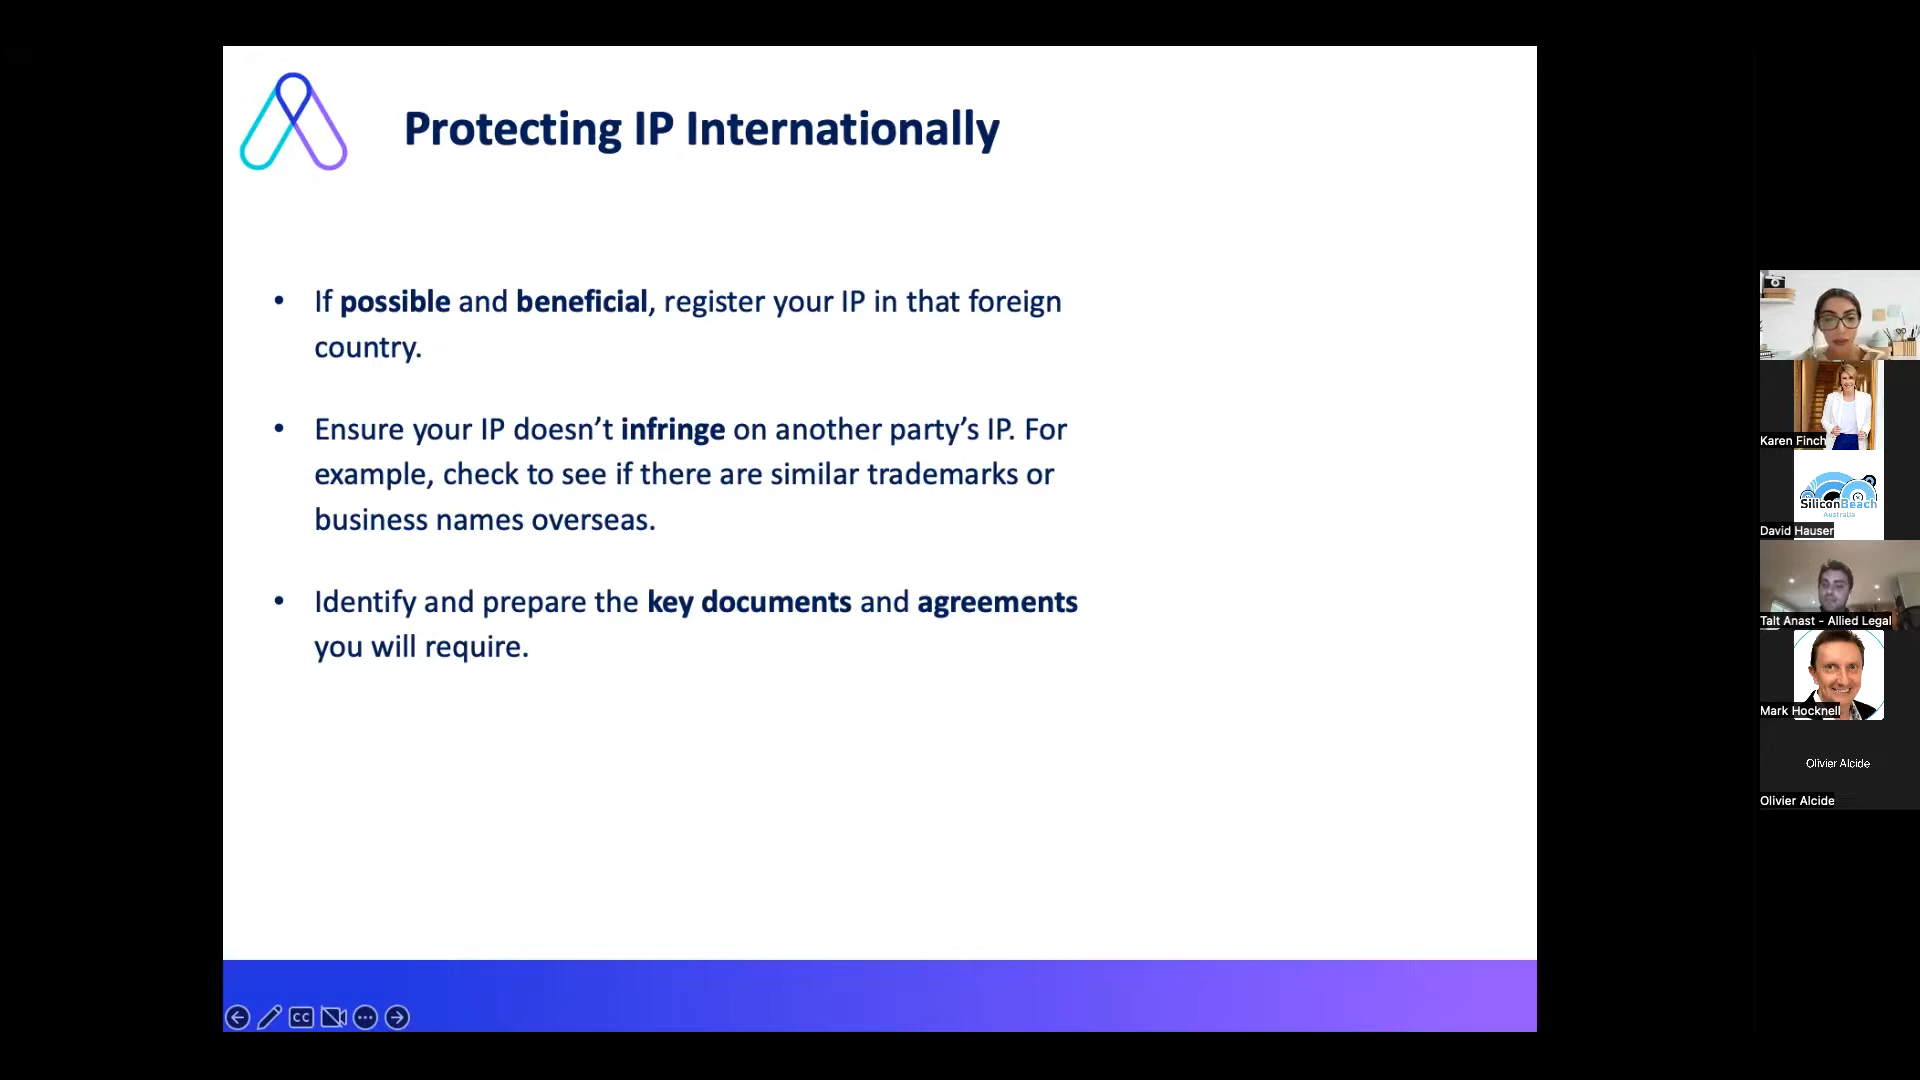 Protecting IP Internationally
• If possible and beneficial, register your IP in that foreign
country.
• Ensure your IP doesn’t infringe on another party’s IP. For
example, check to see if there are similar trademarks or
business names overseas.
• Identify and prepare the key documents and agreements
you will require.
CC
Karen Finch
SiliconBeach
Australia
David Hauser
Talt Anast - Allied Legal
Mark Hocknell
Olivier Alcide
Olivier Alcide